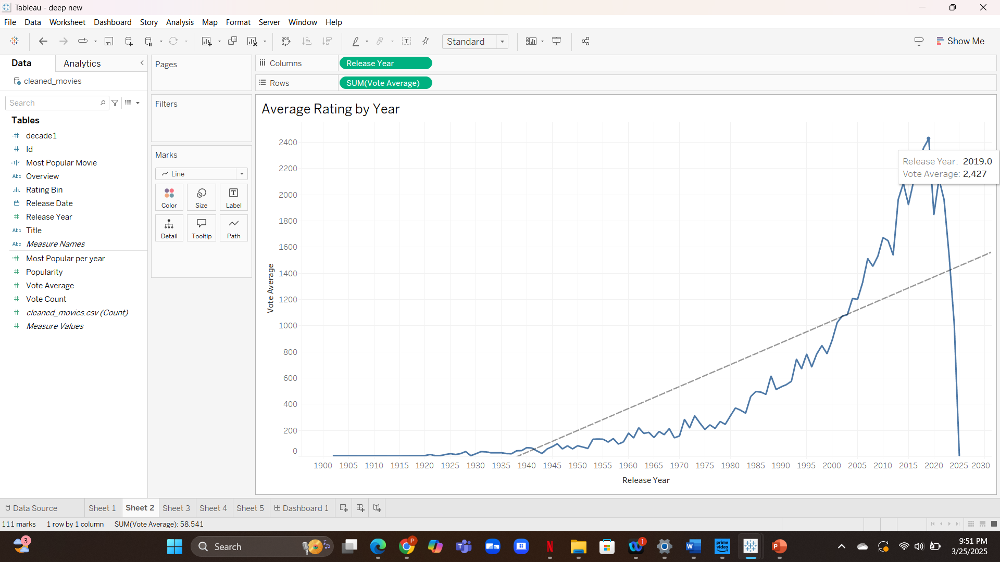 Tableau - deep new
File Data Worksheet Dashboard Story Analysis Map Format Server Window Help
Standard
Show Me
Data
Analytics
cleaned_movies
Search
Tables
decade1
Id
Most Popular Movie
Overview
Rating Bin
Release Date
Release Year
Title
Measure Names
Most Popular per year
Popularity
Vote Average
Vote Count
cleaned_movies.csv (Count)
Measure Values
Pages
Filters
Marks
Line
Color Size Label
Detail Tooltip Path
Columns Release Year
Rows SUM(Vote Average)
Average Rating by Year
2400
2200
2000
1800
1600
1400
1200
1000
800
600
400
200
0
Vote Average
Release Year: 2019.0
Vote Average: 2,427
1900 1905 1910 1915 1920 1925 1930 1935 1940 1945 1950 1955 1960 1965 1970 1975 1980 1985 1990 1995 2000 2005 2010 2015 2020 2025 2030
Release Year
Data Source Sheet 1 Sheet 2 Sheet 3 Sheet 4 Sheet 5 Dashboard 1
111 marks 1 row by 1 column SUM(Vote Average): 58,541
3
Search
P
1
prime
video
9:51 PM
3/25/2025